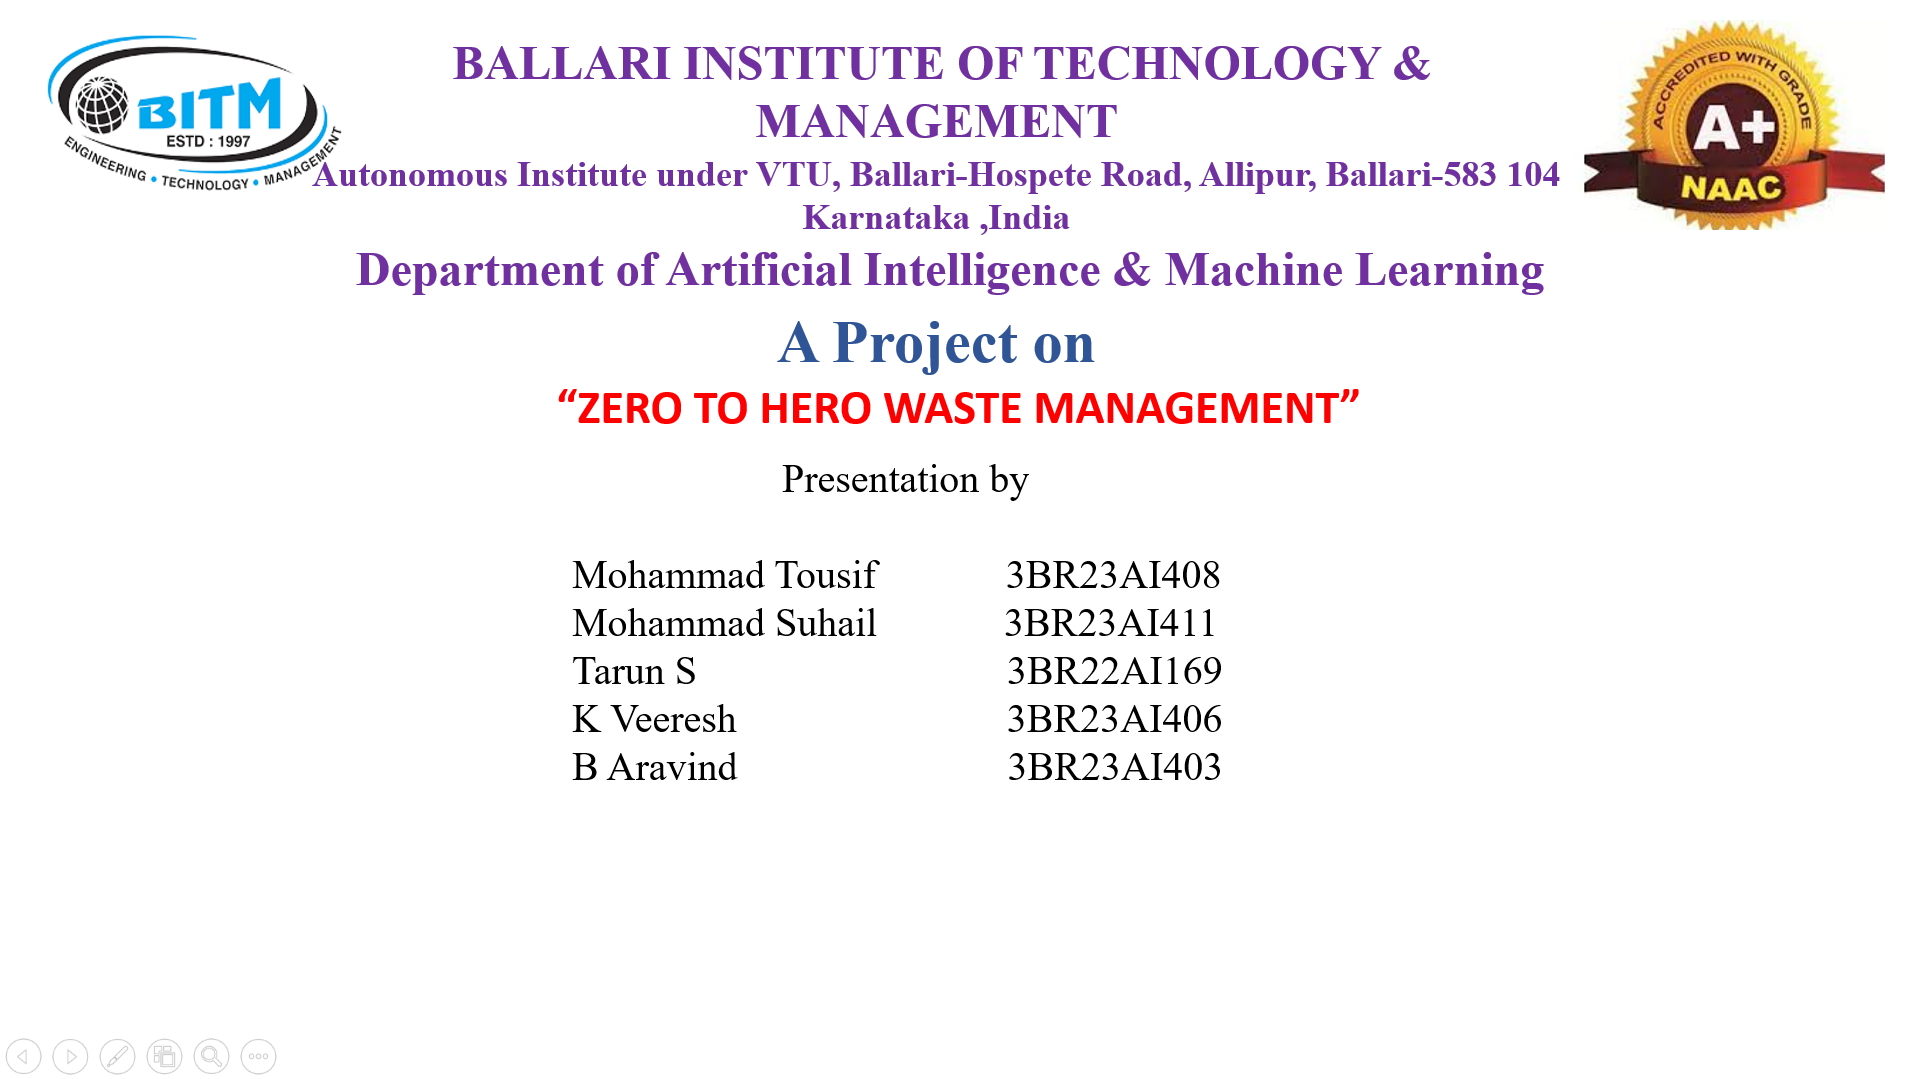 BITM
ESTD : 1997
ENGINEERING • TECHNOLOGY • MANAGEMENT
BALLARI INSTITUTE OF TECHNOLOGY &
MANAGEMENT
Autonomous Institute under VTU, Ballari-Hospete Road, Allipur, Ballari-583 104
Karnataka ,India
ACCREDITED WITH GRADE
A+
NAAC
Department of Artificial Intelligence & Machine Learning
A Project on
“ZERO TO HERO WASTE MANAGEMENT”
Presentation by
Mohammad Tousif 3BR23AI408
Mohammad Suhail 3BR23AI411
Tarun S 3BR22AI169
K Veeresh 3BR23AI406
B Aravind 3BR23AI403